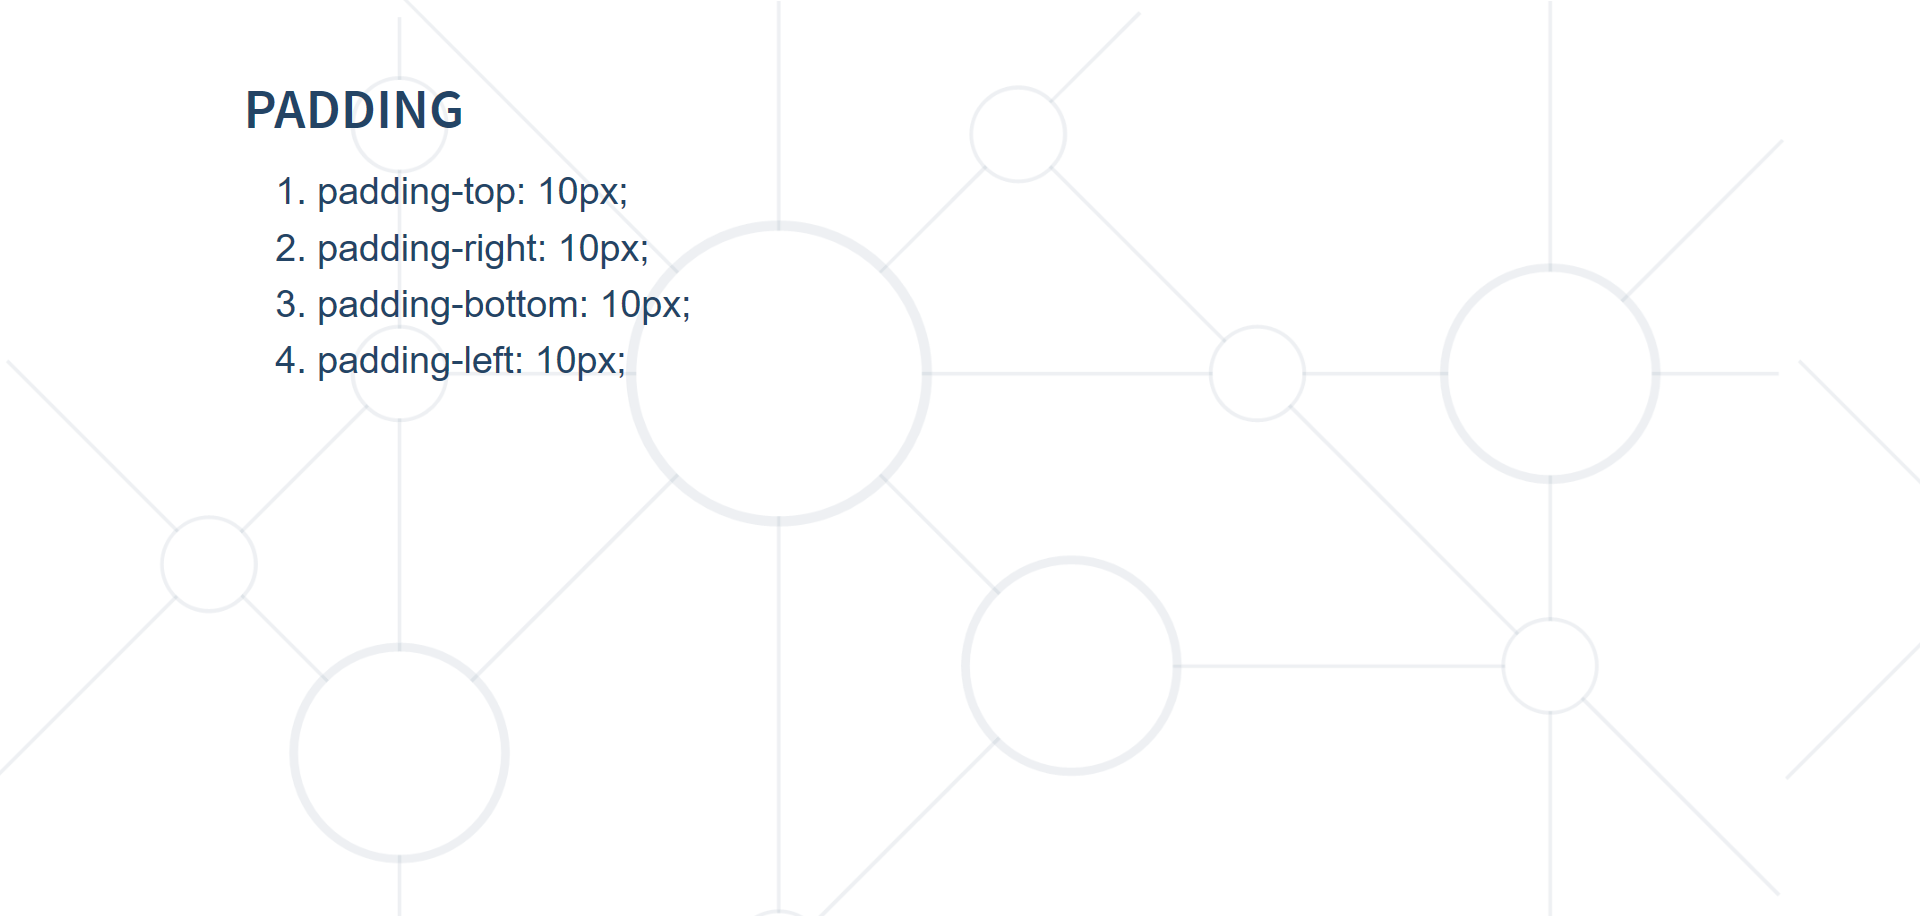 PADDING
1. padding-top: 10px;
2. padding-right: 10px;
3. padding-bottom: 10px;
4. padding-left: 10px;